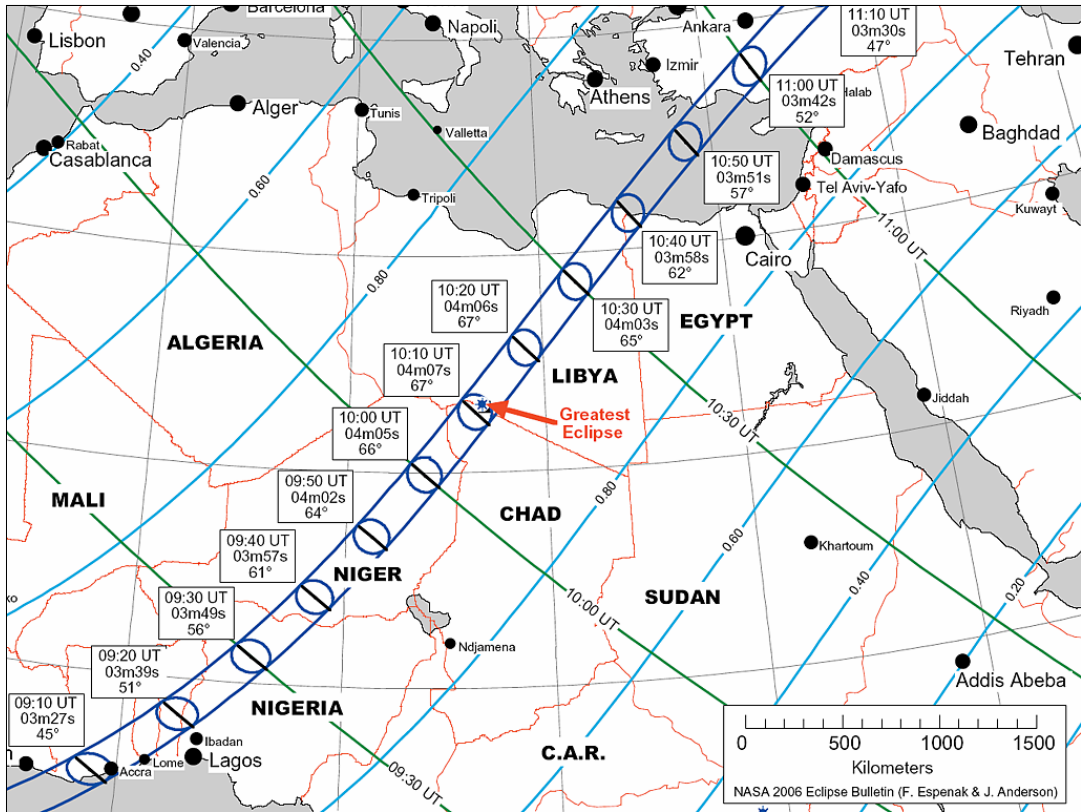 Barcelona
Lisbon
Valencia
Napoli
Ankara
Izmir
Athens
11:10 UT
03m30s
47°
Tehran
0.40
Alger
Tunis
Valletta
11:00 UT
03m42s
52°
Halab
Baghdad
Rabat
Casablanca
0.60
Tripoli
10:50 UT
03m51s
57°
Damascus
Tel Aviv-Yafo
Kuwayt
0.80
10:40 UT
03m58s
62°
Cairo
11:00 UT
10:20 UT
04m06s
67°
10:30 UT
04m03s
65°
EGYPT
Riyadh
ALGERIA
10:10 UT
04m07s
67°
LIBYA
Greatest
Eclipse
Jiddah
10:30 UT
10:00 UT
04m05s
66°
MALI
09:50 UT
04m02s
64°
CHAD
0.80
09:40 UT
03m57s
61°
NIGER
0.60
Khartoum
09:30 UT
03m49s
56°
10:00 UT
SUDAN
0.40
0.20
Ndjamena
09:20 UT
03m39s
51°
Addis Abeba
09:10 UT
03m27s
45°
NIGERIA
Ibadan
Lagos
Lome
Accra
09:30 UT
C.A.R.
0 500 1000 1500
Kilometers
NASA 2006 Eclipse Bulletin (F. Espenak & J. Anderson)